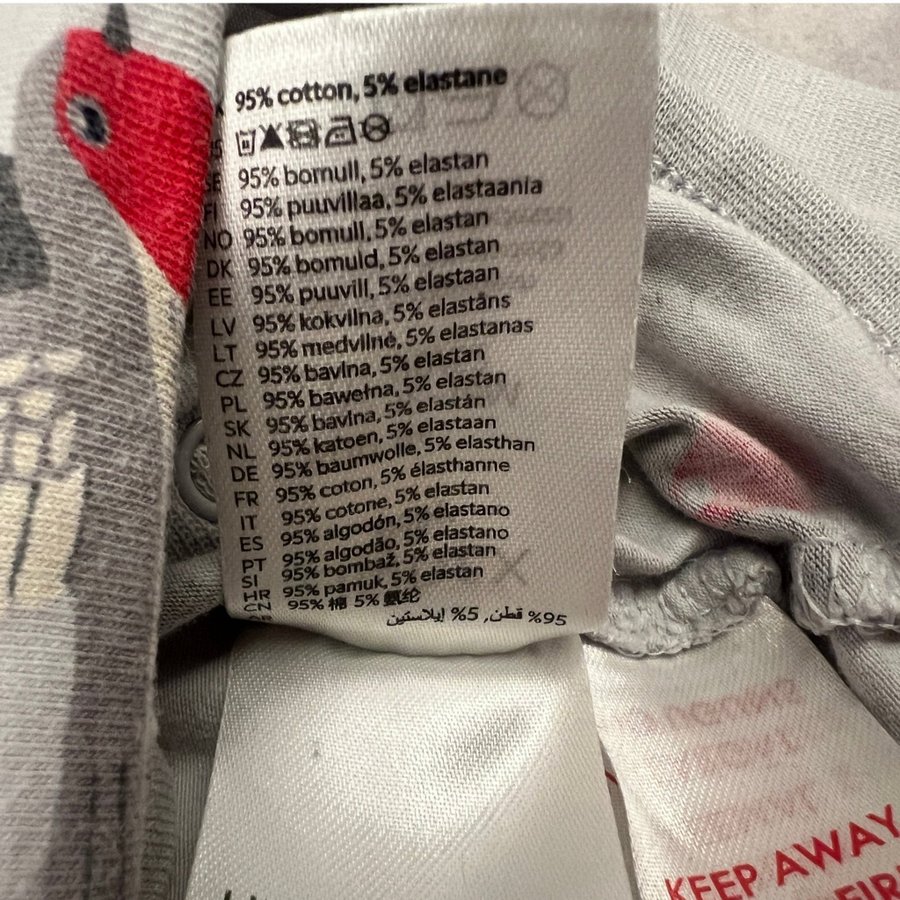 95% cotton, 5% elastane
SE 95% bomull, 5% elastan
FI 95% puuvillaa, 5% elastaania
NO 95% bomull, 5% elastan
DK 95% bomuld, 5% elastan
EE 95% puuvill, 5% elastaan
LV 95% kokvilna, 5% elastāns
LT 95% medvilnė, 5% elastanas
CZ 95% bavlna, 5% elastan
PL 95% bawełna, 5% elastan
SK 95% bavlna, 5% elastán
NL 95% katoen, 5% elastaan
DE 95% baumwolle, 5% elasthan
FR 95% coton, 5% élasthanne
IT 95% cotone, 5% elastan
ES 95% algodón, 5% elastano
PT 95% algodão, 5% elastano
SI 95% bombaž, 5% elastan
HR 95% pamuk, 5% elastan
CN 95% 棉 5% 氨纶
95% قطن, 5% إيلاستين
KEEP AWAY